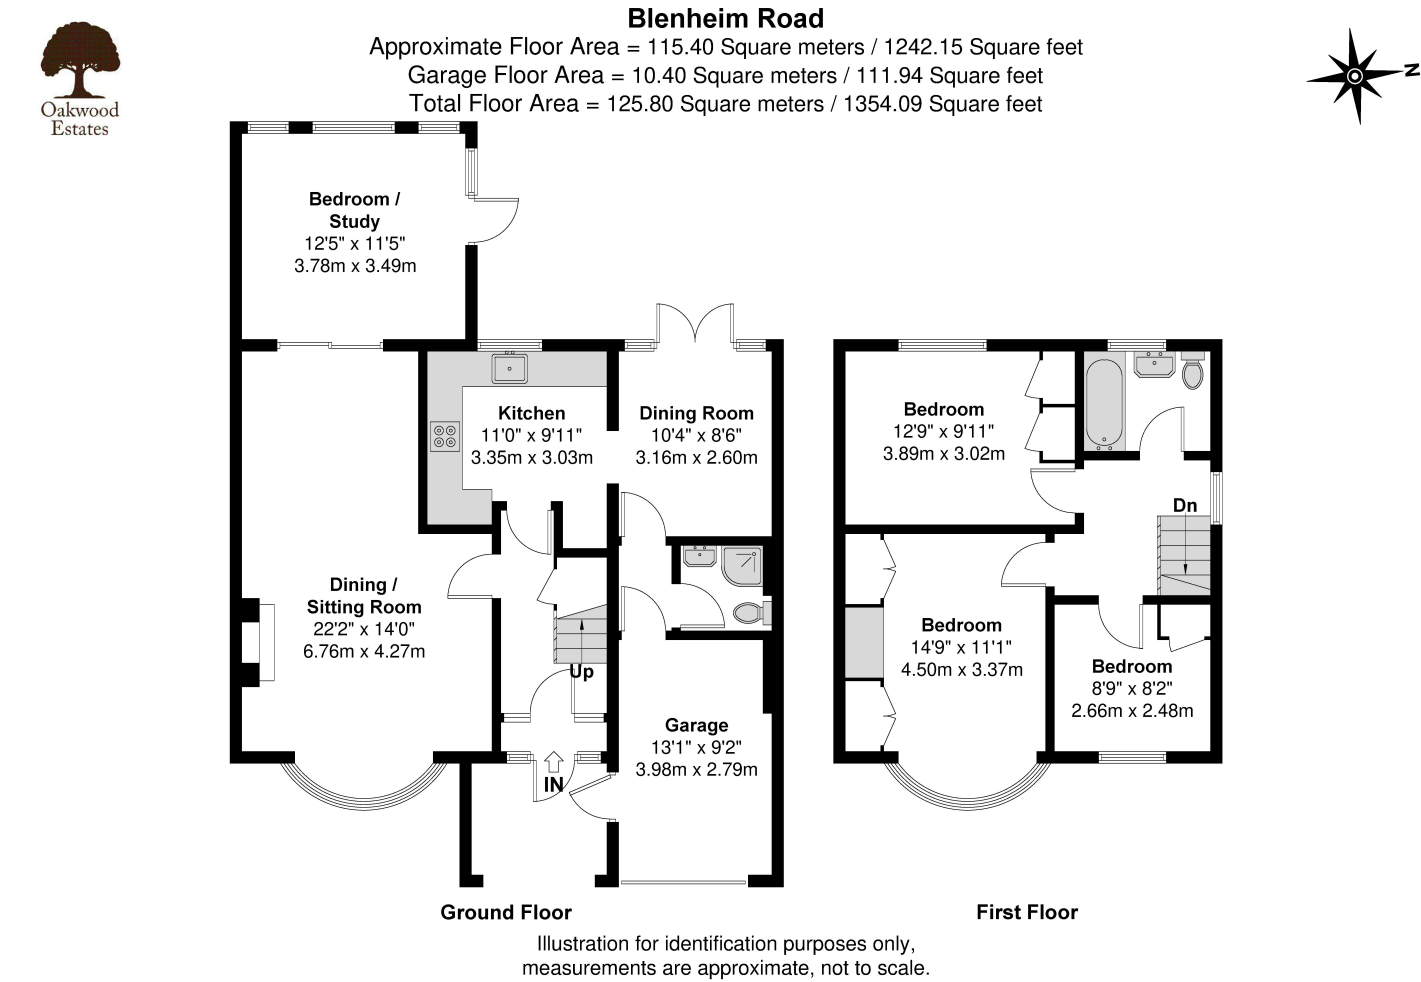 Blenheim Road
Approximate Floor Area = 115.40 Square meters / 1242.15 Square feet
Garage Floor Area = 10.40 Square meters / 111.94 Square feet
Total Floor Area = 125.80 Square meters / 1354.09 Square feet
Oakwood
Estates
N
Bedroom /
Study
12'5" x 11'5"
3.78m x 3.49m
Kitchen
11'0" x 9'11"
3.35m x 3.03m
Dining Room
10'4" x 8'6"
3.16m x 2.60m
Dining /
Sitting Room
22'2" x 14'0"
6.76m x 4.27m
Up
IN
Garage
13'1" x 9'2"
3.98m x 2.79m
Bedroom
12'9" x 9'11"
3.89m x 3.02m
Dn
Bedroom
14'9" x 11'1"
4.50m x 3.37m
Bedroom
8'9" x 8'2"
2.66m x 2.48m
Ground Floor
First Floor
Illustration for identification purposes only,
measurements are approximate, not to scale.